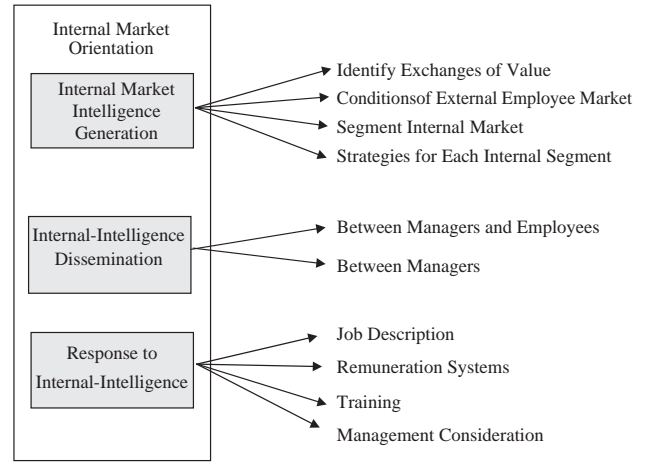 Internal Market
Orientation
Internal Market
Intelligence
Generation
Identify Exchanges of Value
Conditionsof External Employee Market
Segment Internal Market
Strategies for Each Internal Segment
Internal-Intelligence
Dissemination
Between Managers and Employees
Between Managers
Response to
Internal-Intelligence
Job Description
Remuneration Systems
Training
Management Consideration